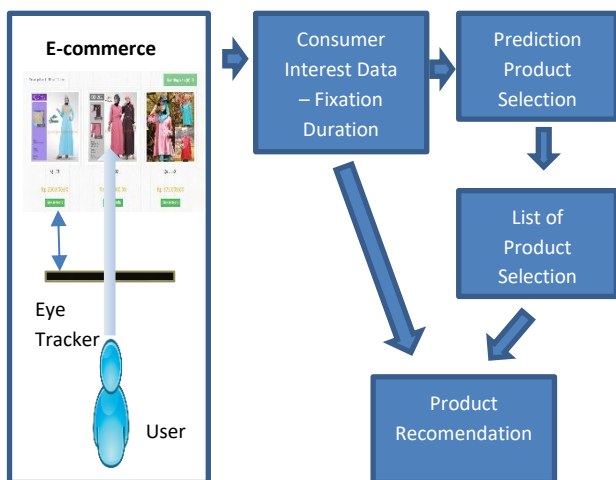 E-commerce
Eye
Tracker
User
Consumer
Interest Data
– Fixation
Duration
Prediction
Product
Selection
List of
Product
Selection
Product
Recomendation